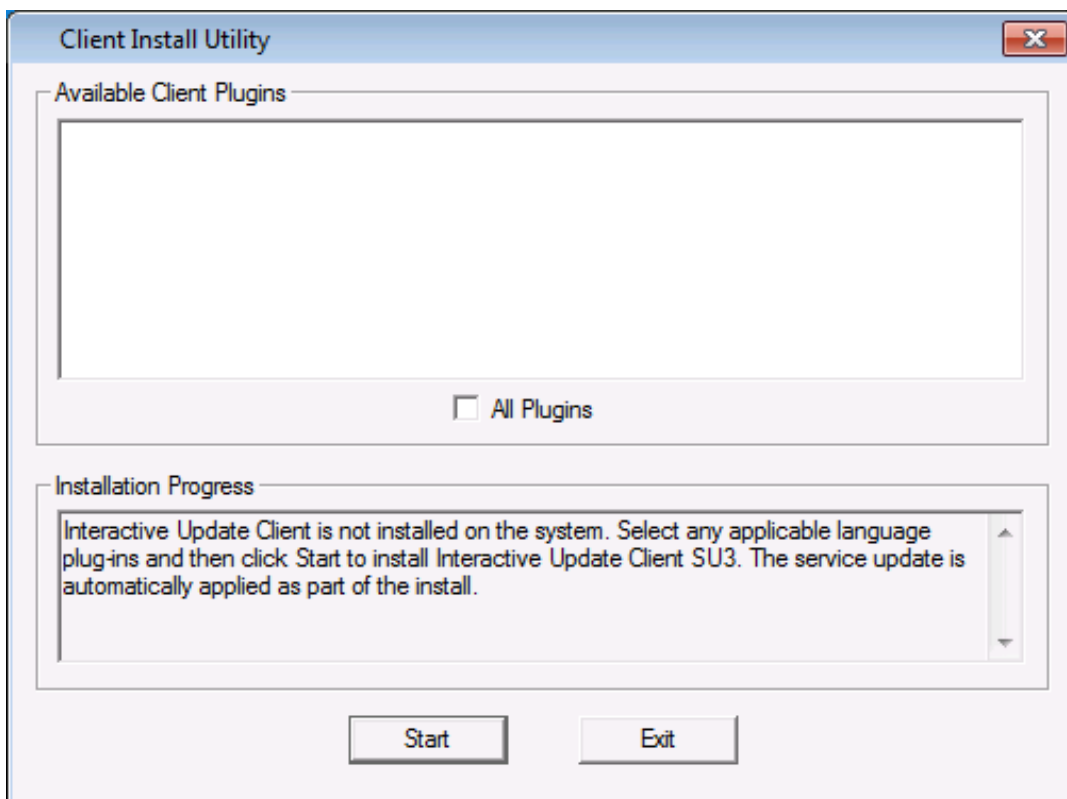 Client Install Utility
Available Client Plugins
All Plugins
Installation Progress
Interactive Update Client is not installed on the system. Select any applicable language
plug-ins and then click Start to install Interactive Update Client SU3. The service update is
automatically applied as part of the install.
Start
Exit